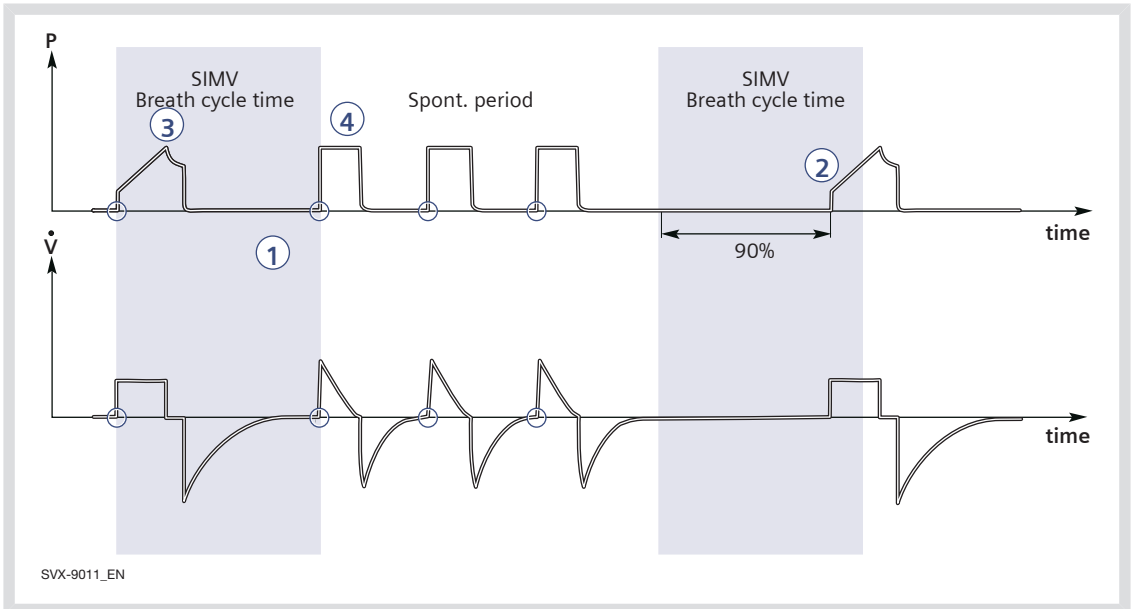 P
SIMV
Breath cycle time
3
4
Spont. period
SIMV
Breath cycle time
2
time
90%
1
V̇
time
SVX-9011_EN